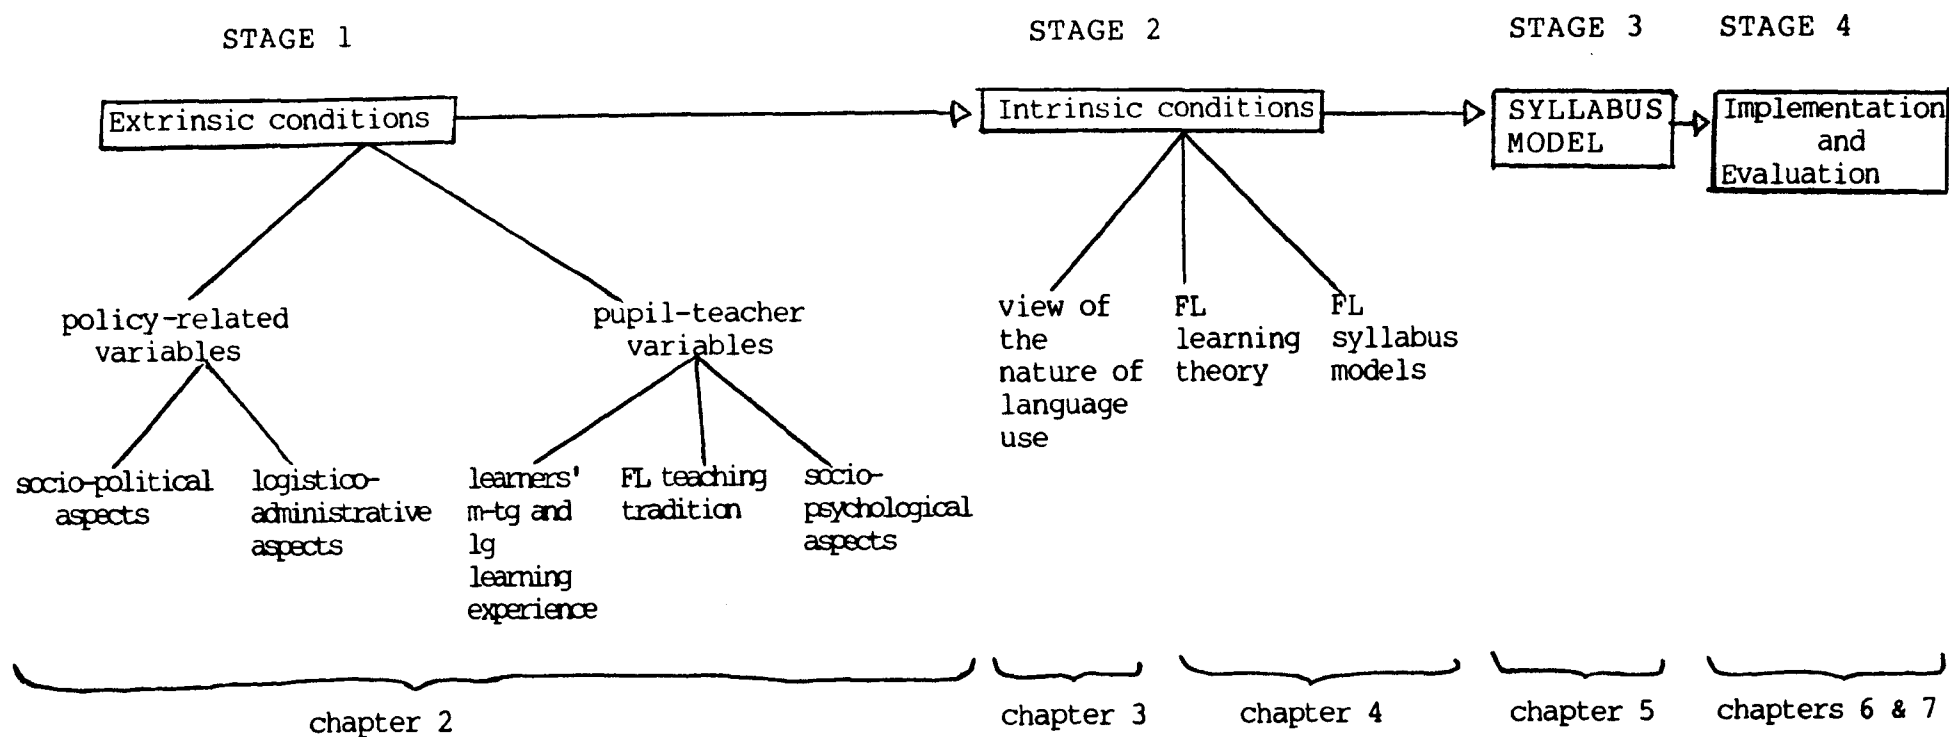 STAGE 1
STAGE 2
STAGE 3
STAGE 4
Extrinsic conditions
Intrinsic conditions
SYLLABUS
MODEL
Implementation
and
Evaluation
policy-related
variables
pupil-teacher
variables
view of
the
nature of
language
use
FL
learning
theory
FL
syllabus
models
socio-political
aspects
logistico-
administrative
aspects
learners'
m-tg and
lg
learning
experience
FL teaching
tradition
socio-
psychological
aspects
chapter 2
chapter 3
chapter 4
chapter 5
chapters 6 & 7